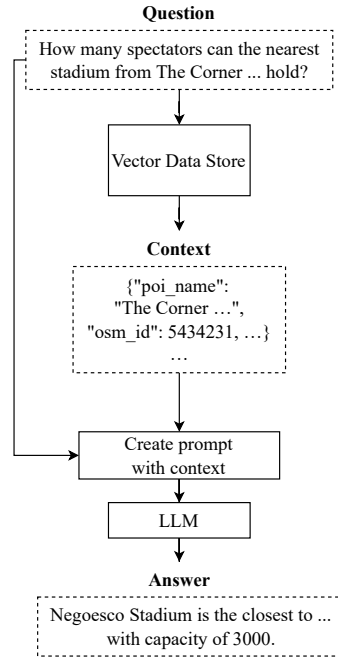 Question
How many spectators can the nearest
stadium from The Corner ... hold?
Vector Data Store
Context
{"poi_name":
"The Corner …",
"osm_id": 5434231, …}
…
Create prompt
with context
LLM
Answer
Negoesco Stadium is the closest to ...
with capacity of 3000.